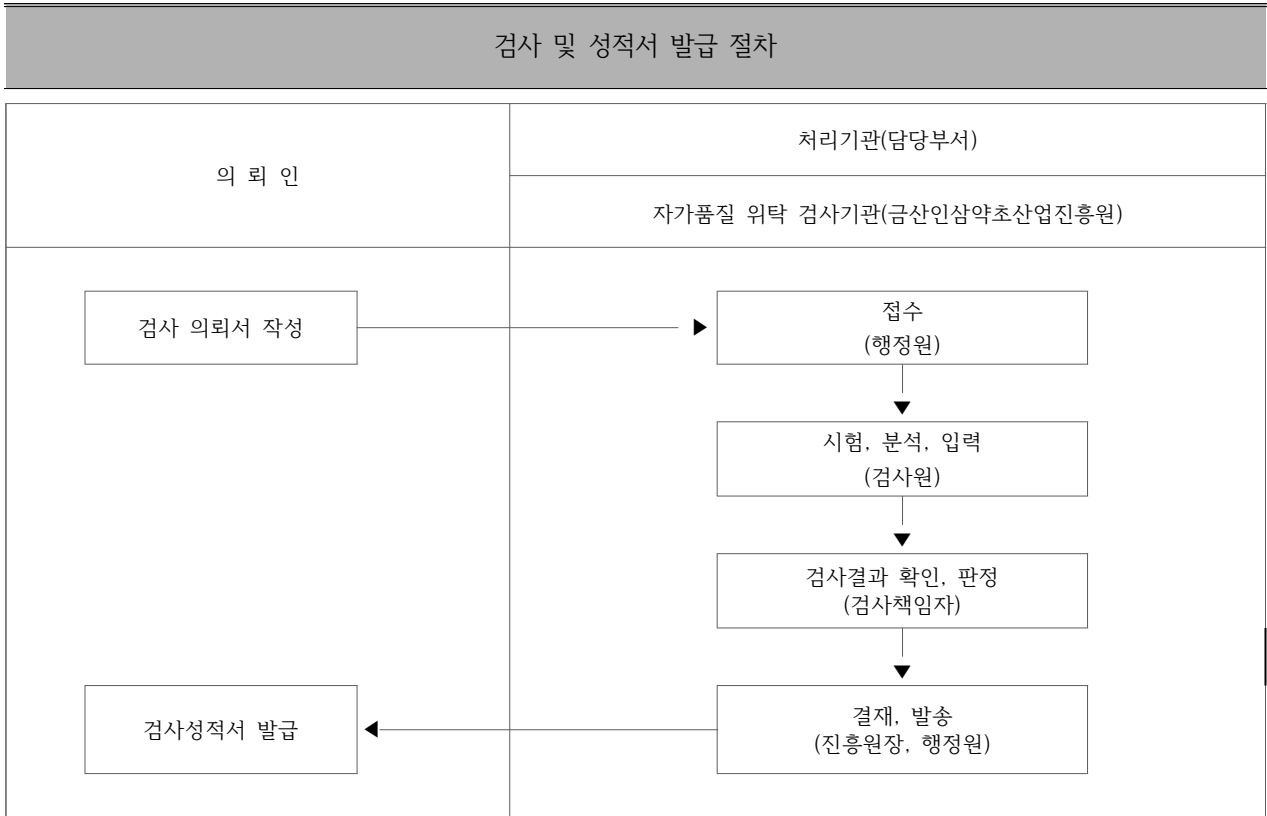 검사 및 성적서 발급 절차
의 뢰 인
처리기관(담당부서)
자가품질 위탁 검사기관(금산인삼약초산업진흥원)
검사 의뢰서 작성
접수
(행정원)
시험, 분석, 입력
(검사원)
검사결과 확인, 판정
(검사책임자)
검사성적서 발급
결재, 발송
(진흥원장, 행정원)